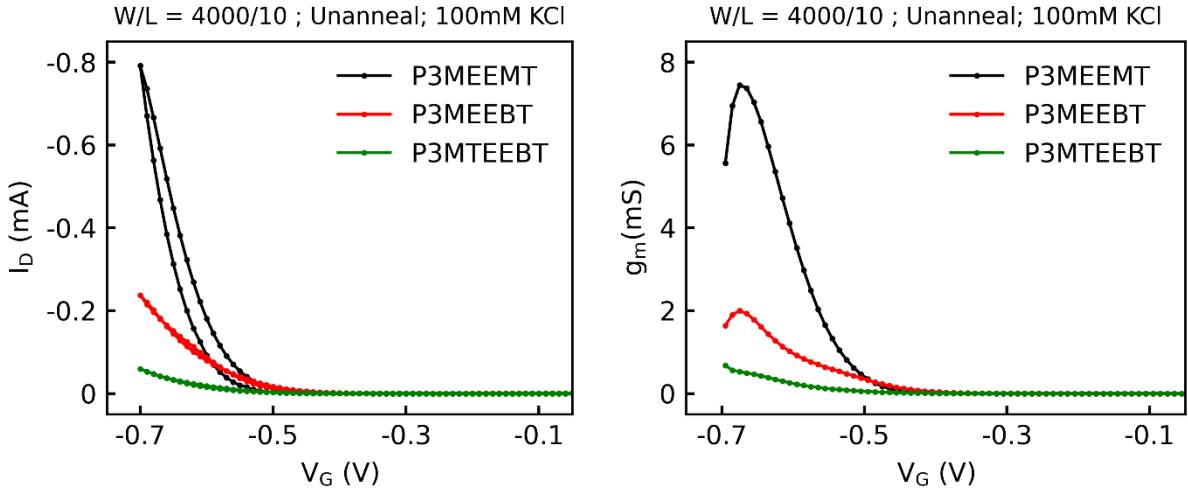 W/L = 4000/10 ; Unanneal; 100mM KCl
-0.8
-0.6
-0.4
-0.2
0
I_D (mA)
P3MEEMT
P3MEEBT
P3MTEEBT
-0.7
-0.5
-0.3
-0.1
V_G (V)
W/L = 4000/10 ; Unanneal; 100mM KCl
8
6
4
2
0
g_m(mS)
P3MEEMT
P3MEEBT
P3MTEEBT
-0.7
-0.5
-0.3
-0.1
V_G (V)